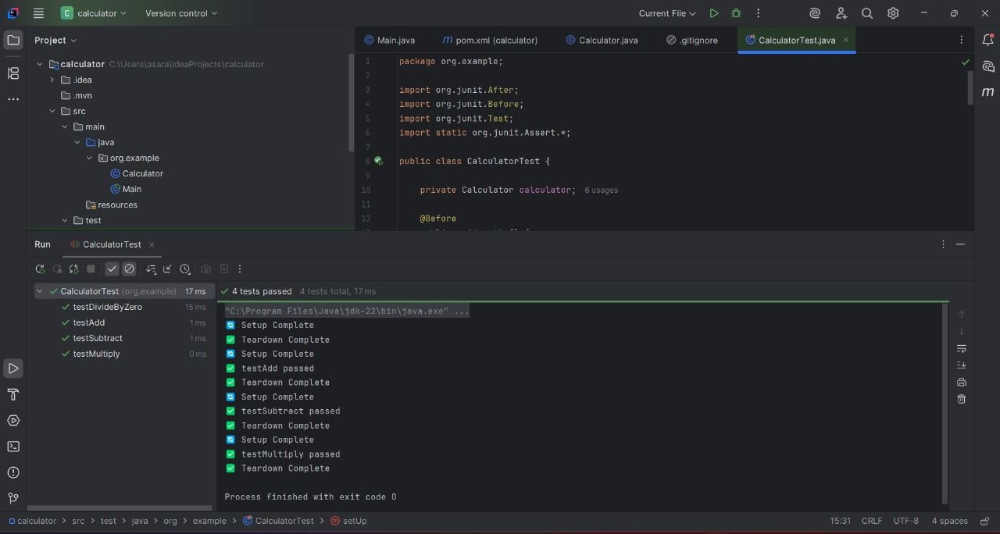 C calculator Version control Current File
Project
Main.java m pom.xml (calculator) Calculator.java .gitignore CalculatorTest.java
calculator C:\Users\asara\IdeaProjects\calculator
.idea
.mvn
src
main
java
org.example
Calculator
Main
resources
test
1 package org.example;
2
3 import org.junit.After;
4 import org.junit.Before;
5 import org.junit.Test;
6 import static org.junit.Assert.*;
7
8 public class CalculatorTest {
9
10 private Calculator calculator; 6 usages
11
12 @Before
Run CalculatorTest
CalculatorTest (org.example) 17 ms
testDivideByZero 15 ms
testAdd 1 ms
testSubtract 1 ms
testMultiply 0 ms
4 tests passed 4 tests total, 17 ms
"C:\Program Files\Java\jdk-22\bin\java.exe" ...
Setup Complete
Teardown Complete
Setup Complete
testAdd passed
Teardown Complete
Setup Complete
testSubtract passed
Teardown Complete
Setup Complete
testMultiply passed
Teardown Complete
Process finished with exit code 0
calculator > src > test > java > org > example > CalculatorTest > m setUp 15:31 CRLF UTF-8 4 spaces